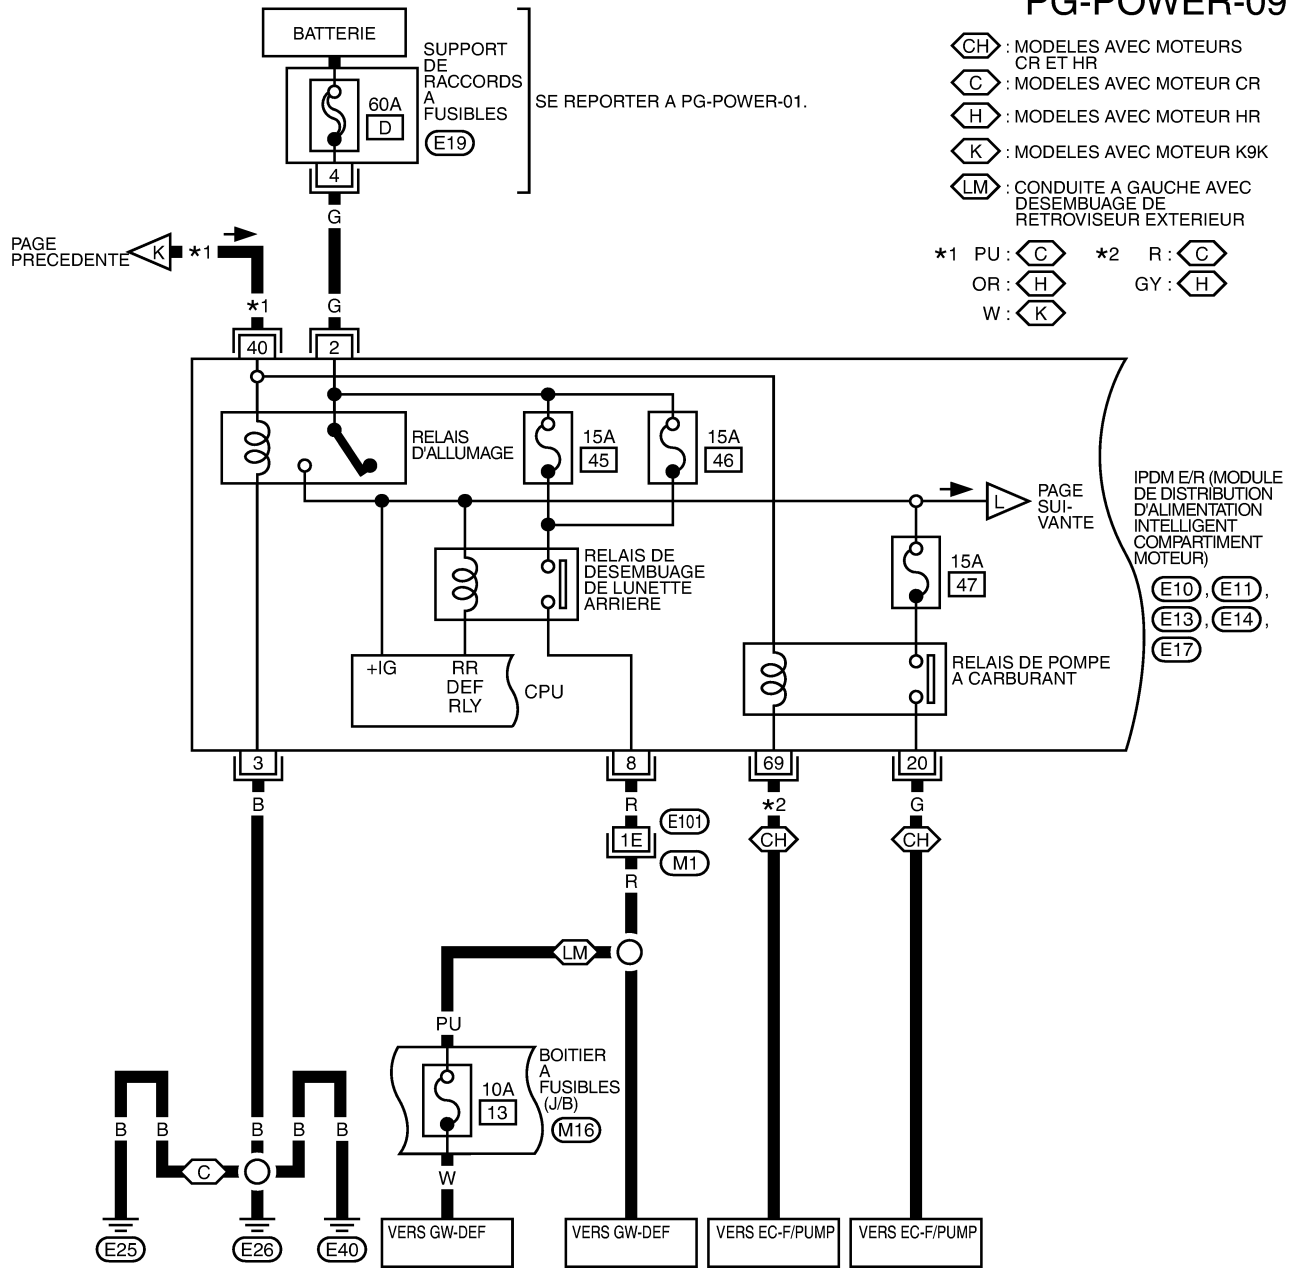 PG-POWER-09
BATTERIE
60A
D
SUPPORT
DE
RACCORDS
A
FUSIBLES
E19
SE REPORTER A PG-POWER-01.
4
G
G
CH : MODELES AVEC MOTEURS
CR ET HR
C : MODELES AVEC MOTEUR CR
H : MODELES AVEC MOTEUR HR
K : MODELES AVEC MOTEUR K9K
LM : CONDUITE A GAUCHE AVEC
DESEMBUAGE DE
RETROVISEUR EXTERIEUR
*1 PU : C *2 R : C
OR : H GY : H
W : K
PAGE
PRECEDENTE
K *1
*1
40 2
RELAIS
D'ALLUMAGE
15A
45
15A
46
L
PAGE
SUI-
VANTE
IPDM E/R (MODULE
DE DISTRIBUTION
D'ALIMENTATION
INTELLIGENT
COMPARTIMENT
MOTEUR)
E10 , E11 ,
E13 , E14 ,
E17
RELAIS DE
DESEMBUAGE
DE LUNETTE
ARRIERE
15A
47
+IG RR
DEF
RLY
CPU
RELAIS DE POMPE
A CARBURANT
3 8 69 20
B R *2 G
E101
1E
M1
CH CH
R
LM
PU
BOITIER
A
FUSIBLES
(J/B)
M16
10A
13
B B B B B
C
W
E25 E26 E40
VERS GW-DEF
VERS GW-DEF
VERS EC-F/PUMP
VERS EC-F/PUMP